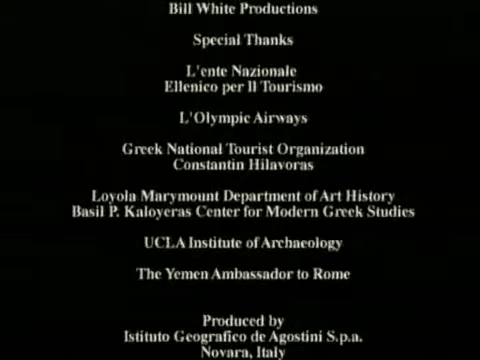 Bill White Productions
Special Thanks
L'ente Nazionale
Ellenico per Il Tourismo
L'Olympic Airways
Greek National Tourist Organization
Constantin Hilavoras
Loyola Marymount Department of Art History
Basil P. Kaloyeras Center for Modern Greek Studies
UCLA Institute of Archaeology
The Yemen Ambassador to Rome
Produced by
Istituto Geografico de Agostini S.p.a.
Novara, Italy